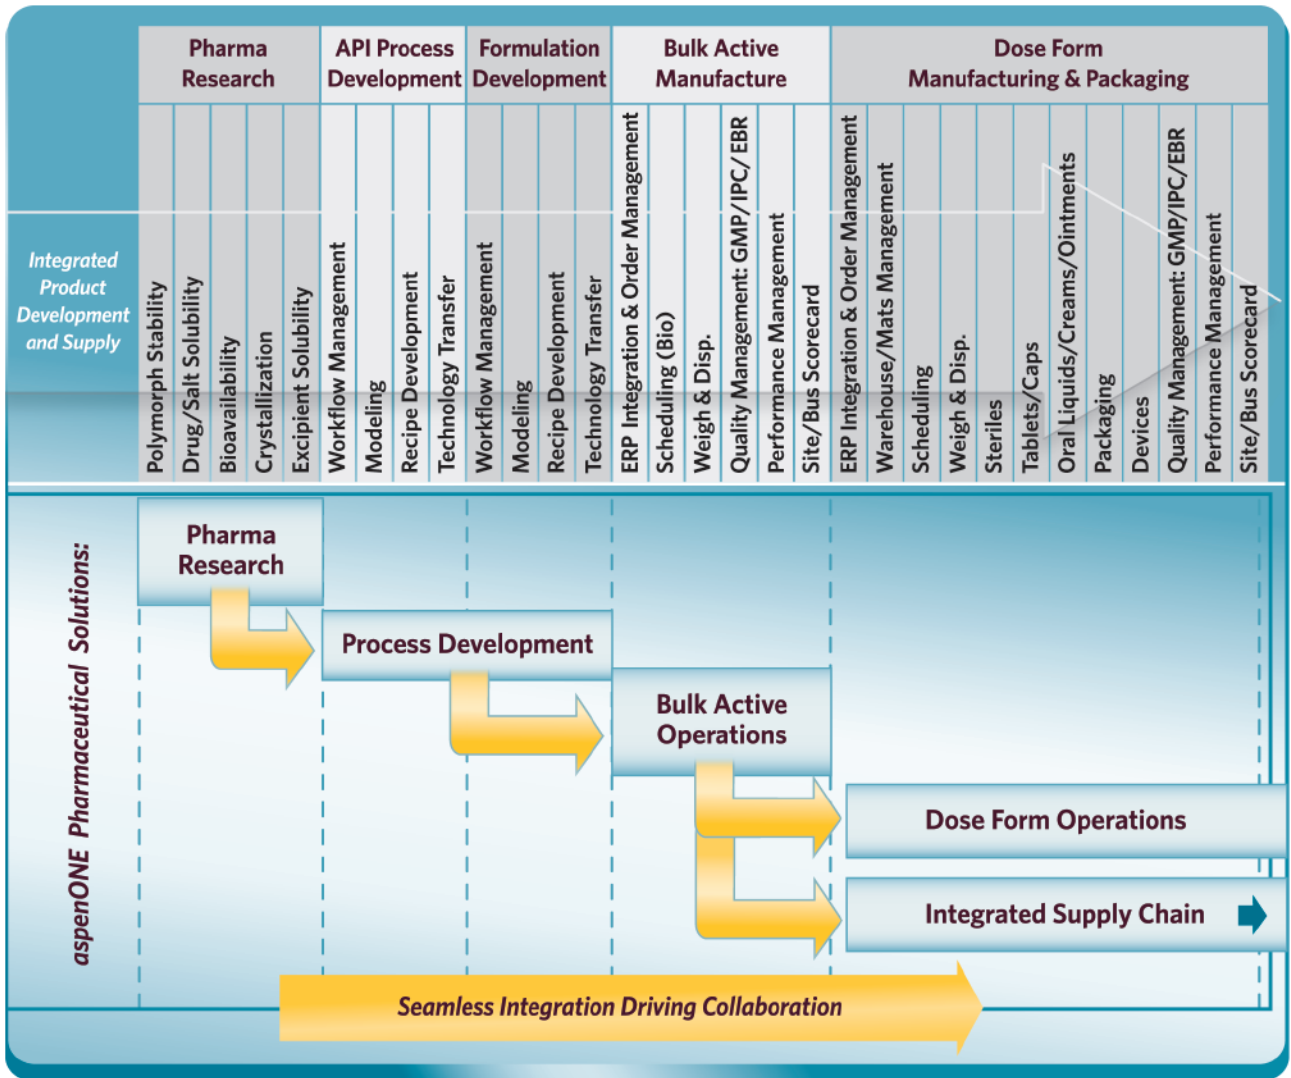 Pharma
Research
API Process
Development
Formulation
Development
Bulk Active
Manufacture
Dose Form
Manufacturing & Packaging
Integrated
Product
Development
and Supply
Polymorph Stability
Drug/Salt Solubility
Bioavailability
Crystallization
Excipient Solubility
Workflow Management
Modeling
Recipe Development
Technology Transfer
Workflow Management
Modeling
Recipe Development
Technology Transfer
ERP Integration & Order Management
Scheduling (Bio)
Weigh & Disp.
Quality Management: GMP/IPC/EBR
Performance Management
Site/Bus Scorecard
ERP Integration & Order Management
Warehouse/Mats Management
Scheduling
Weigh & Disp.
Steriles
Tablets/Caps
Oral Liquids/Creams/Ointments
Packaging
Devices
Quality Management: GMP/IPC/EBR
Performance Management
Site/Bus Scorecard
aspenONE Pharmaceutical Solutions:
Pharma
Research
Process Development
Bulk Active
Operations
Dose Form Operations
Integrated Supply Chain
Seamless Integration Driving Collaboration